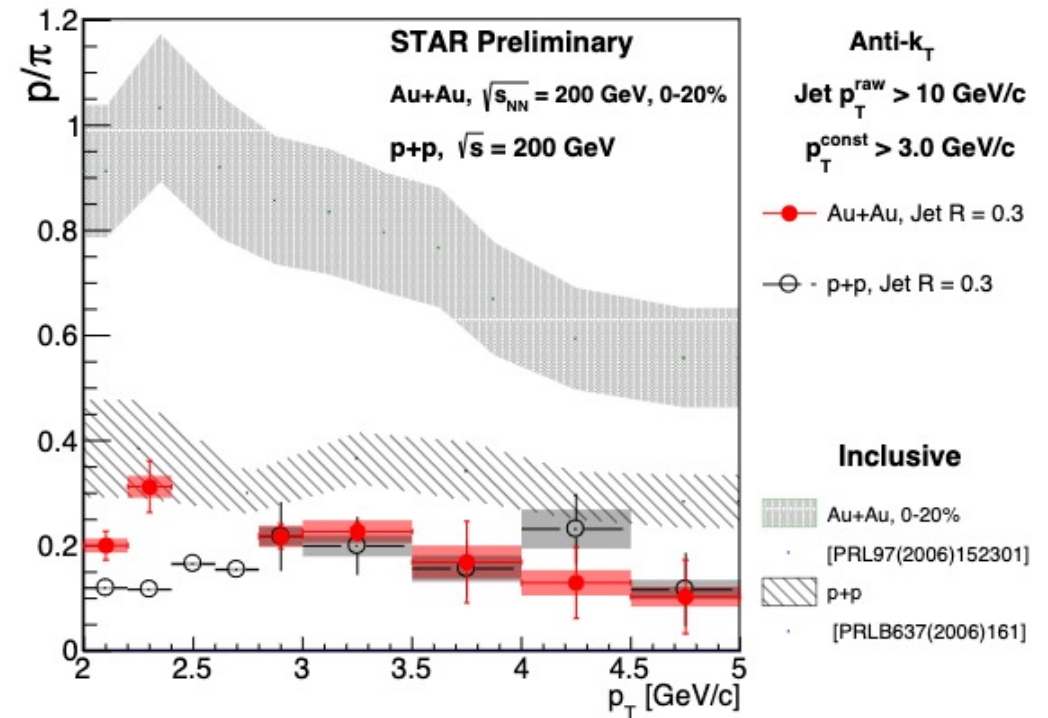 STAR Preliminary
Au+Au, √s_NN = 200 GeV, 0-20%
p+p, √s = 200 GeV
Anti-k_T
Jet p_T^raw > 10 GeV/c
p_T^const > 3.0 GeV/c
Au+Au, Jet R = 0.3
p+p, Jet R = 0.3
Inclusive
Au+Au, 0-20%
[PRL97(2006)152301]
p+p
[PRLB637(2006)161]
p/π
1.2
1
0.8
0.6
0.4
0.2
0
2
2.5
3
3.5
4
4.5
5
p_T [GeV/c]